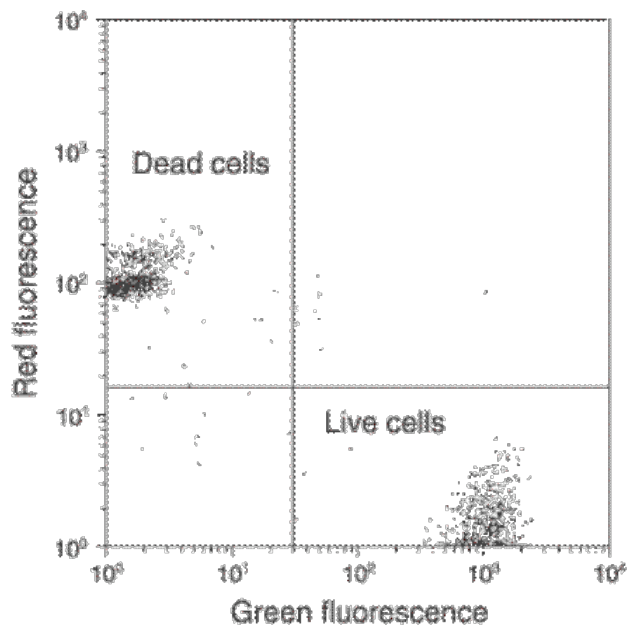 10⁴
10³
Dead cells
10²
Red fluorescence
Live cells
10¹
10⁰
10⁰ 10¹ 10² 10³ 10⁴
Green fluorescence